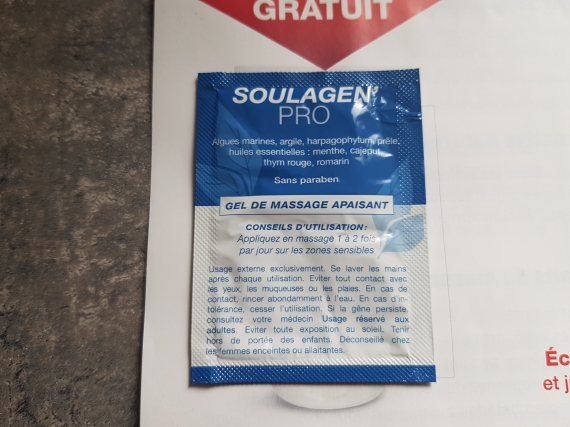 GRATUIT
SOULAGEN
PRO
Algues marines, argile, harpagophytum, prêle,
huiles essentielles : menthe, cajeput,
thym rouge, romarin
Sans paraben.
GEL DE MASSAGE APAISANT
CONSEILS D'UTILISATION:
Appliquez en massage 1 à 2 fois
par jour sur les zones sensibles
Usage externe exclusivement. Se laver les mains
après chaque utilisation. Eviter tout contact avec
les yeux, les muqueuses ou les plaies. En cas de
contact, rincer abondamment à l'eau. En cas d'in-
tolérance, cesser l'utilisation. Si la gêne persiste,
consultez votre médecin Usage réservé aux
adultes. Eviter toute exposition au soleil. Tenir
hors de portée des enfants. Déconseillé chez
les femmes enceintes ou allaitantes.
Éc
et j